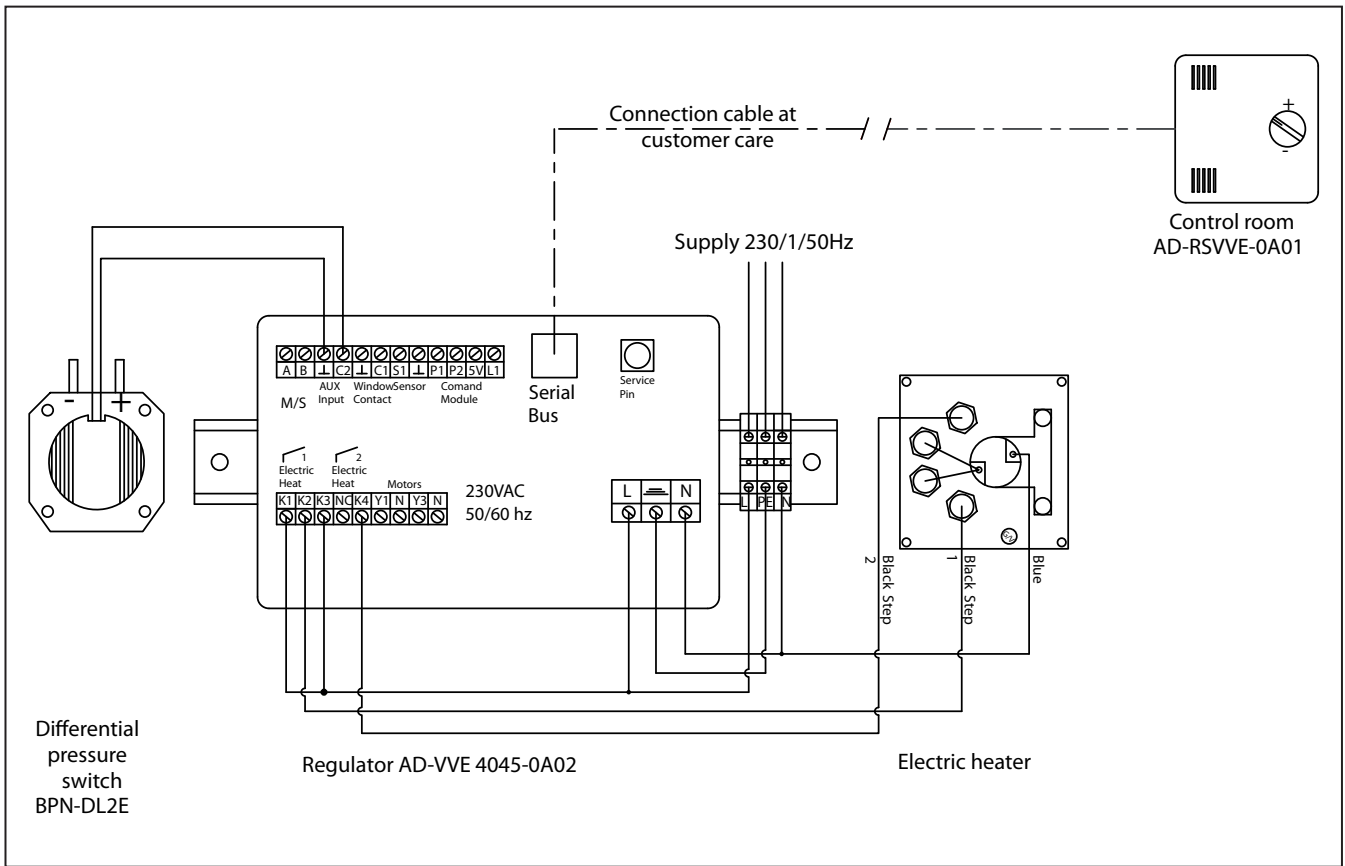 Connection cable at
customer care
+
-
Control room
AD-RSVVE-0A01
Supply 230/1/50Hz
- +
A B ⊥ C2 ⊥ C1 S1 ⊥ P1 P2 5V L1
M/S
AUX
Input
Window
Contact
Sensor
Comand
Module
Serial
Bus
Service
Pin
1
Electric
Heat
2
Electric
Heat
Motors
K1 K2 K3 NC K4 Y1 N Y3 N
230VAC
50/60 hz
L N
L PE N
2
Black Step
1
Black Step
Blue
Differential
pressure
switch
BPN-DL2E
Regulator AD-VVE 4045-0A02
Electric heater